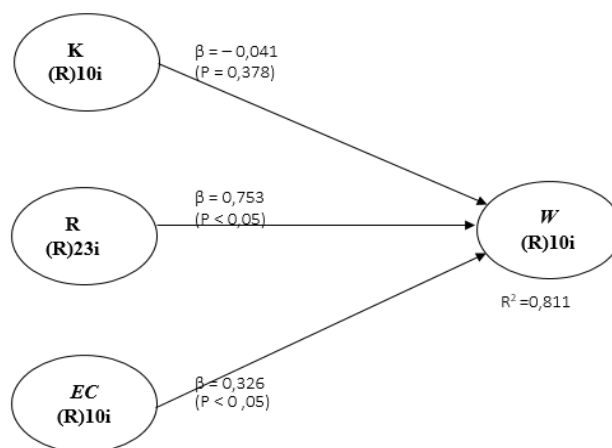 K
(R)10i
β = – 0,041
(P = 0,378)
R
(R)23i
β = 0,753
(P < 0,05)
W
(R)10i
R² =0,811
EC
(R)10i
β = 0,326
(P < 0 ,05)